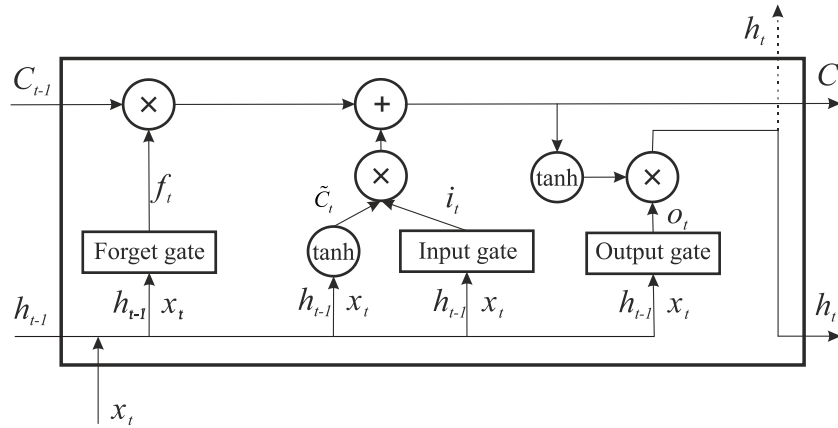 h_t
C_{t-1}
×
+
C
f_t
C̃_t
i_t
×
tanh
×
o_t
Forget gate
tanh
Input gate
Output gate
h_{t-1} x_t
h_{t-1} x_t
h_{t-1} x_t
h_{t-1} x_t
h_{t-1}
h_t
x_t